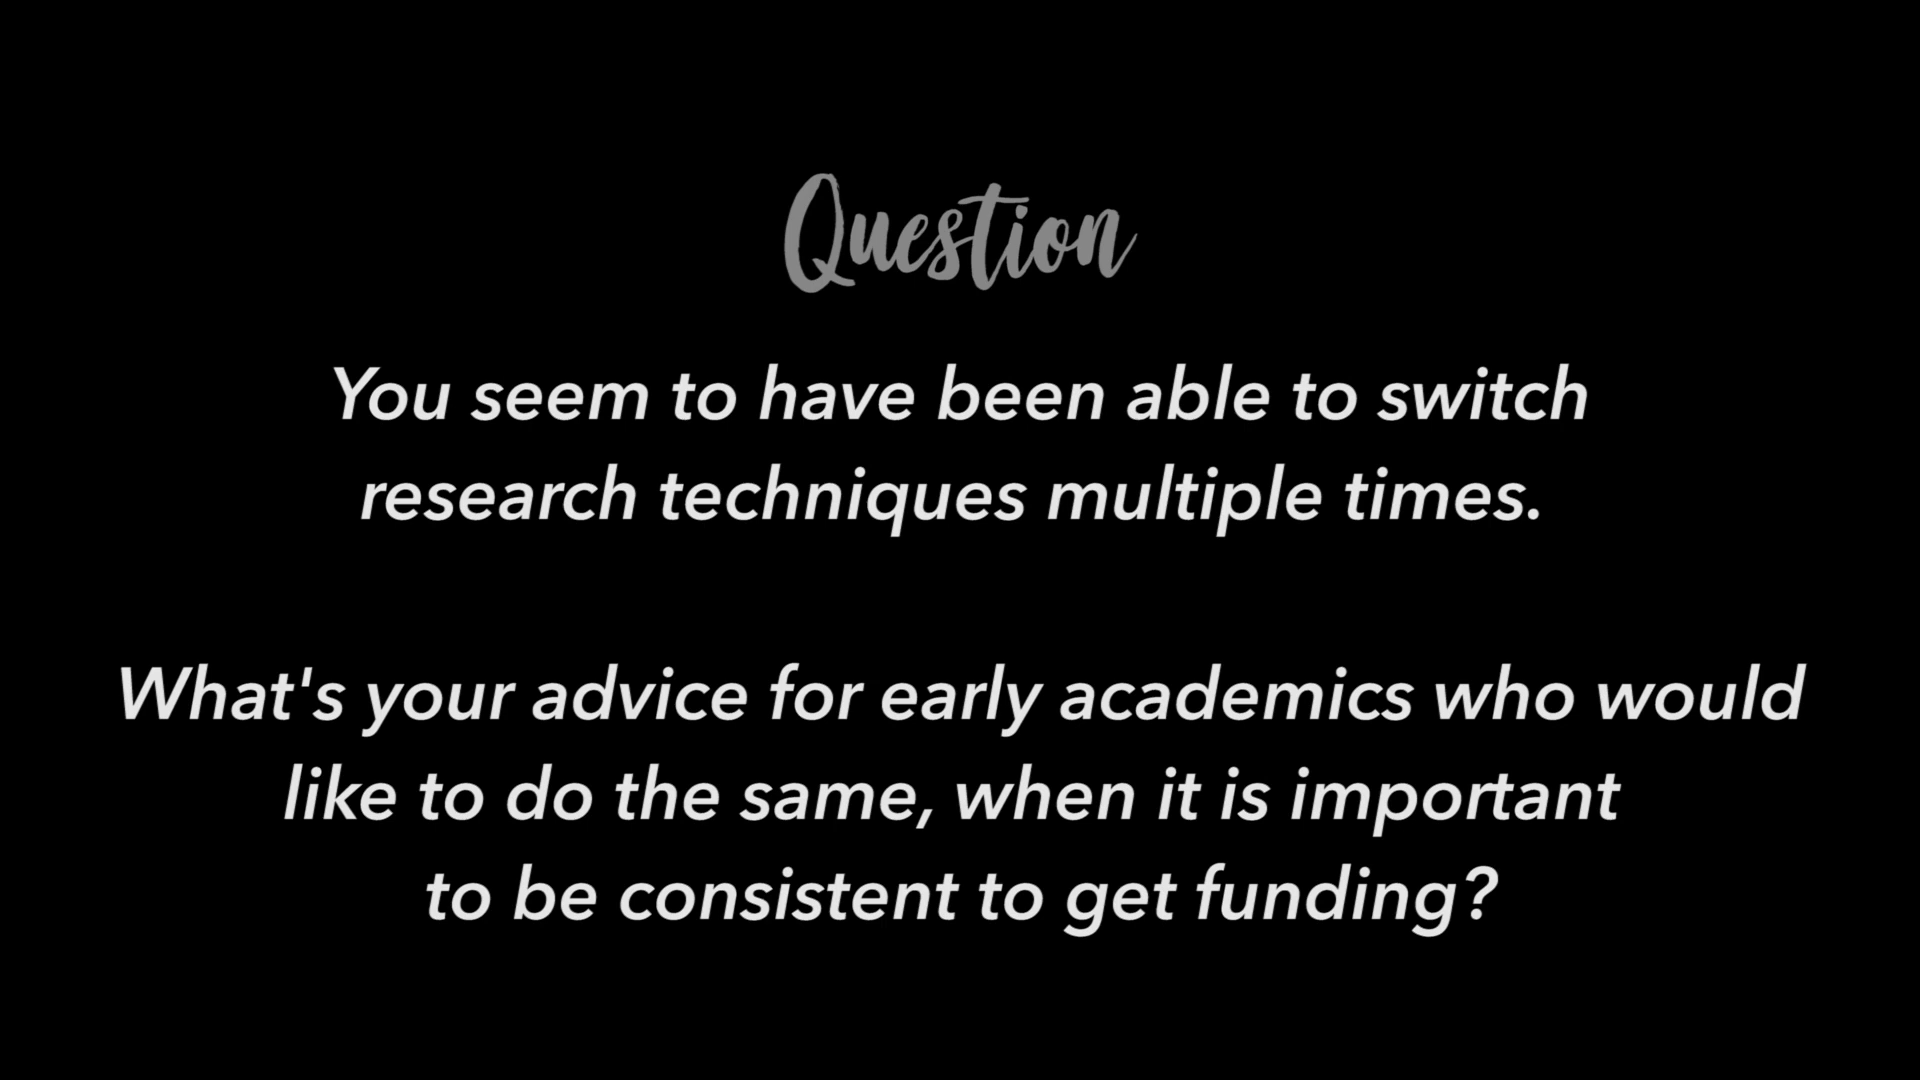 Question
You seem to have been able to switch
research techniques multiple times.
What's your advice for early academics who would
like to do the same, when it is important
to be consistent to get funding?